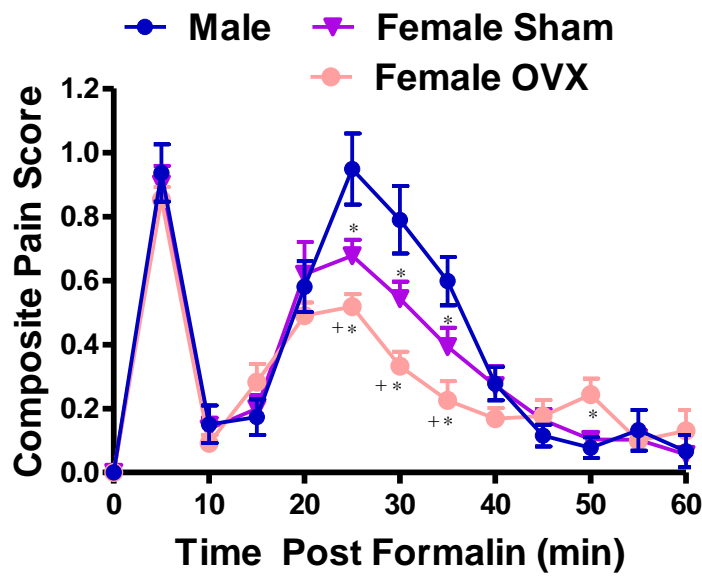 Male Female Sham
Female OVX
Composite Pain Score
1.2
1.0
*
0.8
*
*
0.6
*
+*
0.4
+*
+* *
0.2
0.0
0 10 20 30 40 50 60
Time Post Formalin (min)